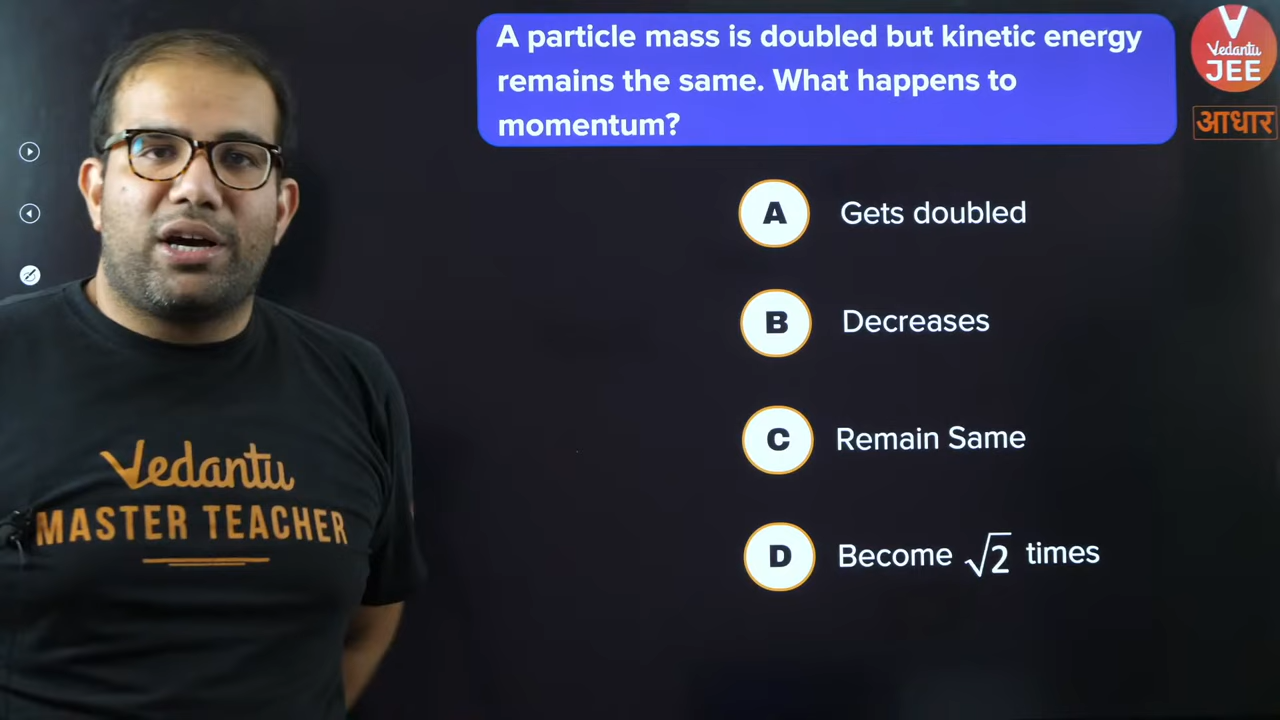 A particle mass is doubled but kinetic energy
remains the same. What happens to
momentum?
Vedantu
JEE
आधार
A Gets doubled
B Decreases
C Remain Same
D Become √2 times
Vedantu
MASTER TEACHER